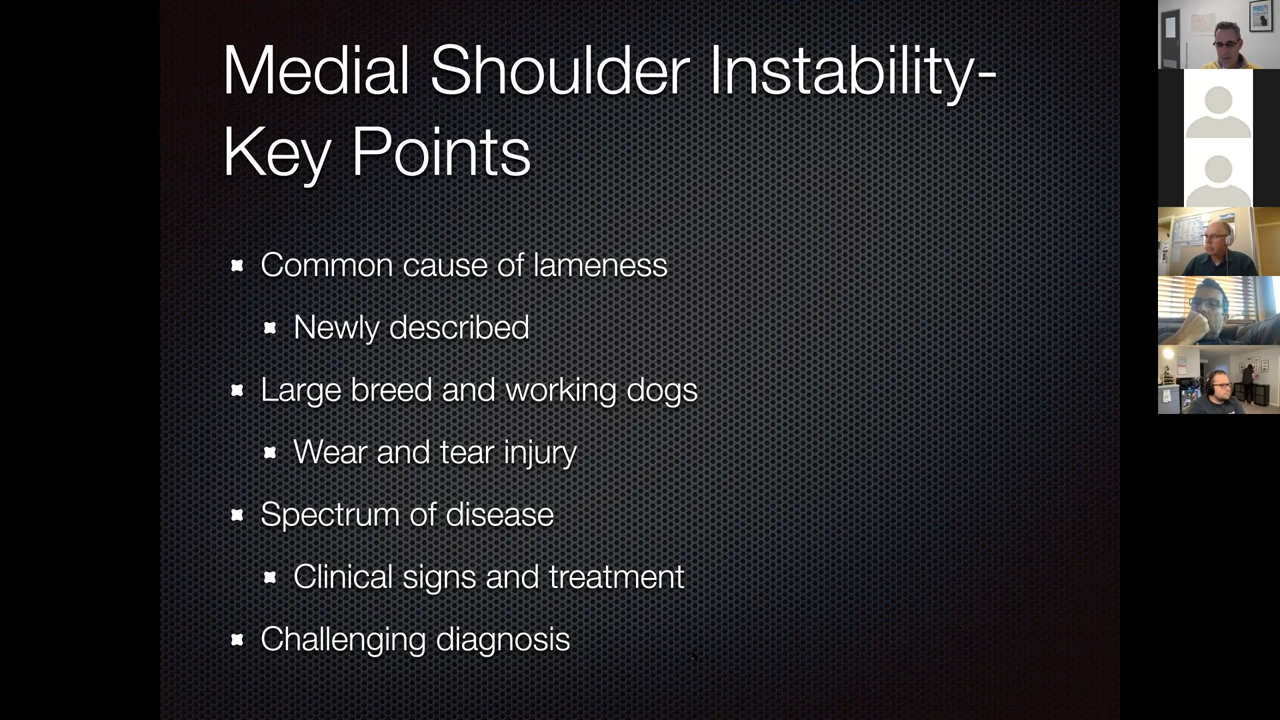 Medial Shoulder Instability-
Key Points
Common cause of lameness
Newly described
Large breed and working dogs
Wear and tear injury
Spectrum of disease
Clinical signs and treatment
Challenging diagnosis